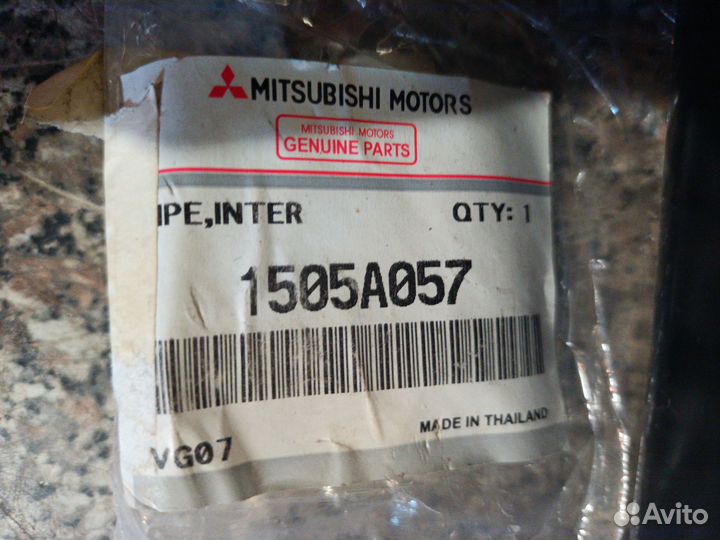 MITSUBISHI MOTORS
MITSUBISHI MOTORS
GENUINE PARTS
IPE,INTER QTY: 1
1505A057
MADE IN THAILAND
VG07
Avito